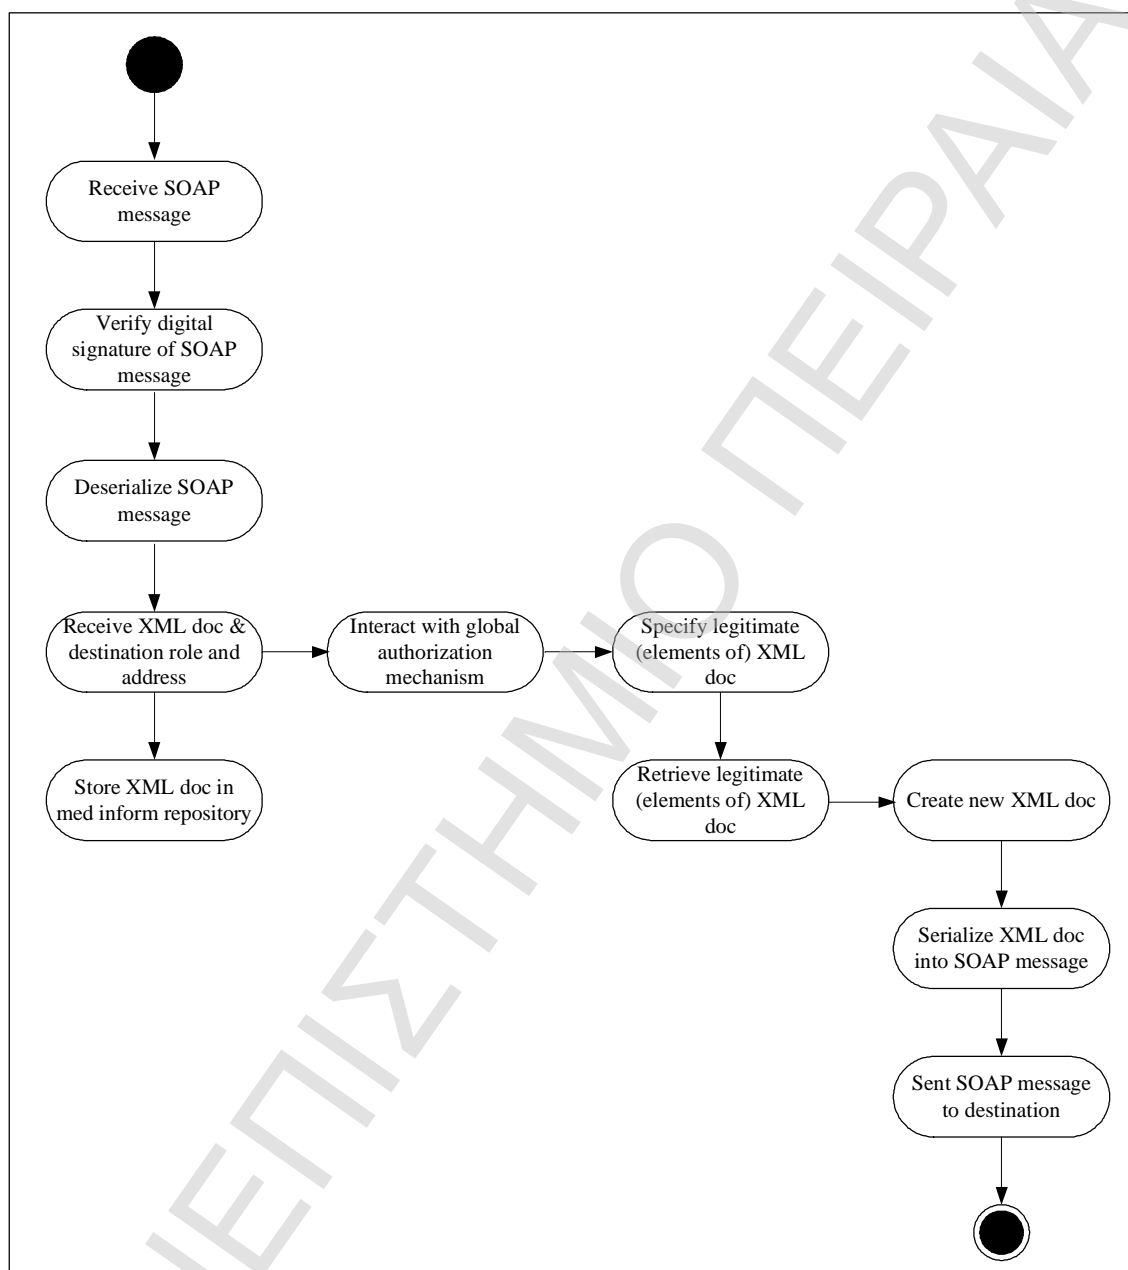 Receive SOAP
message
Verify digital
signature of SOAP
message
Deserialize SOAP
message
Receive XML doc &
destination role and
address
Interact with global
authorization
mechanism
Specify legitimate
(elements of) XML
doc
Store XML doc in
med inform repository
Retrieve legitimate
(elements of) XML
doc
Create new XML doc
Serialize XML doc
into SOAP message
Sent SOAP message
to destination
ΝΕΠΙΣΤΗΜΙΟ ΠΕΙΡΑΙΑ